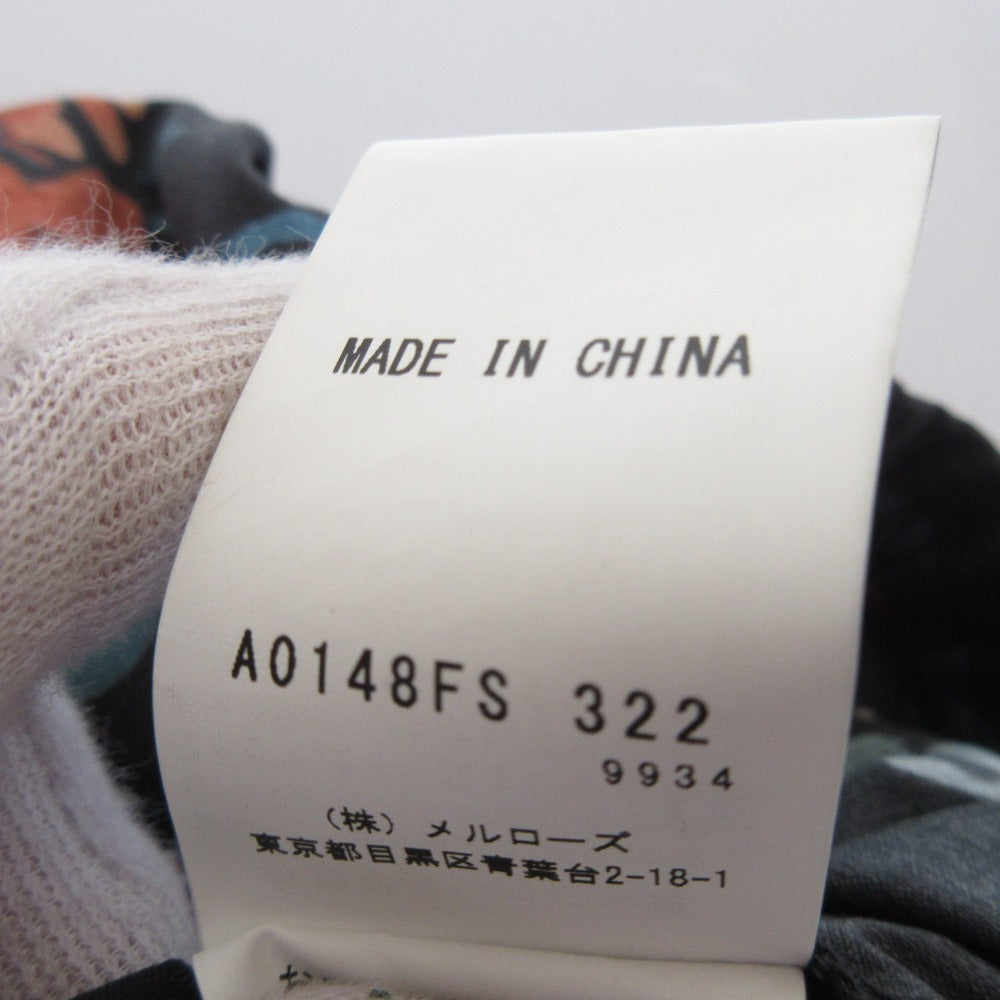 MADE IN CHINA
A0148FS 322
9934
（株）メルローズ
東京都目黒区青葉台2-18-1